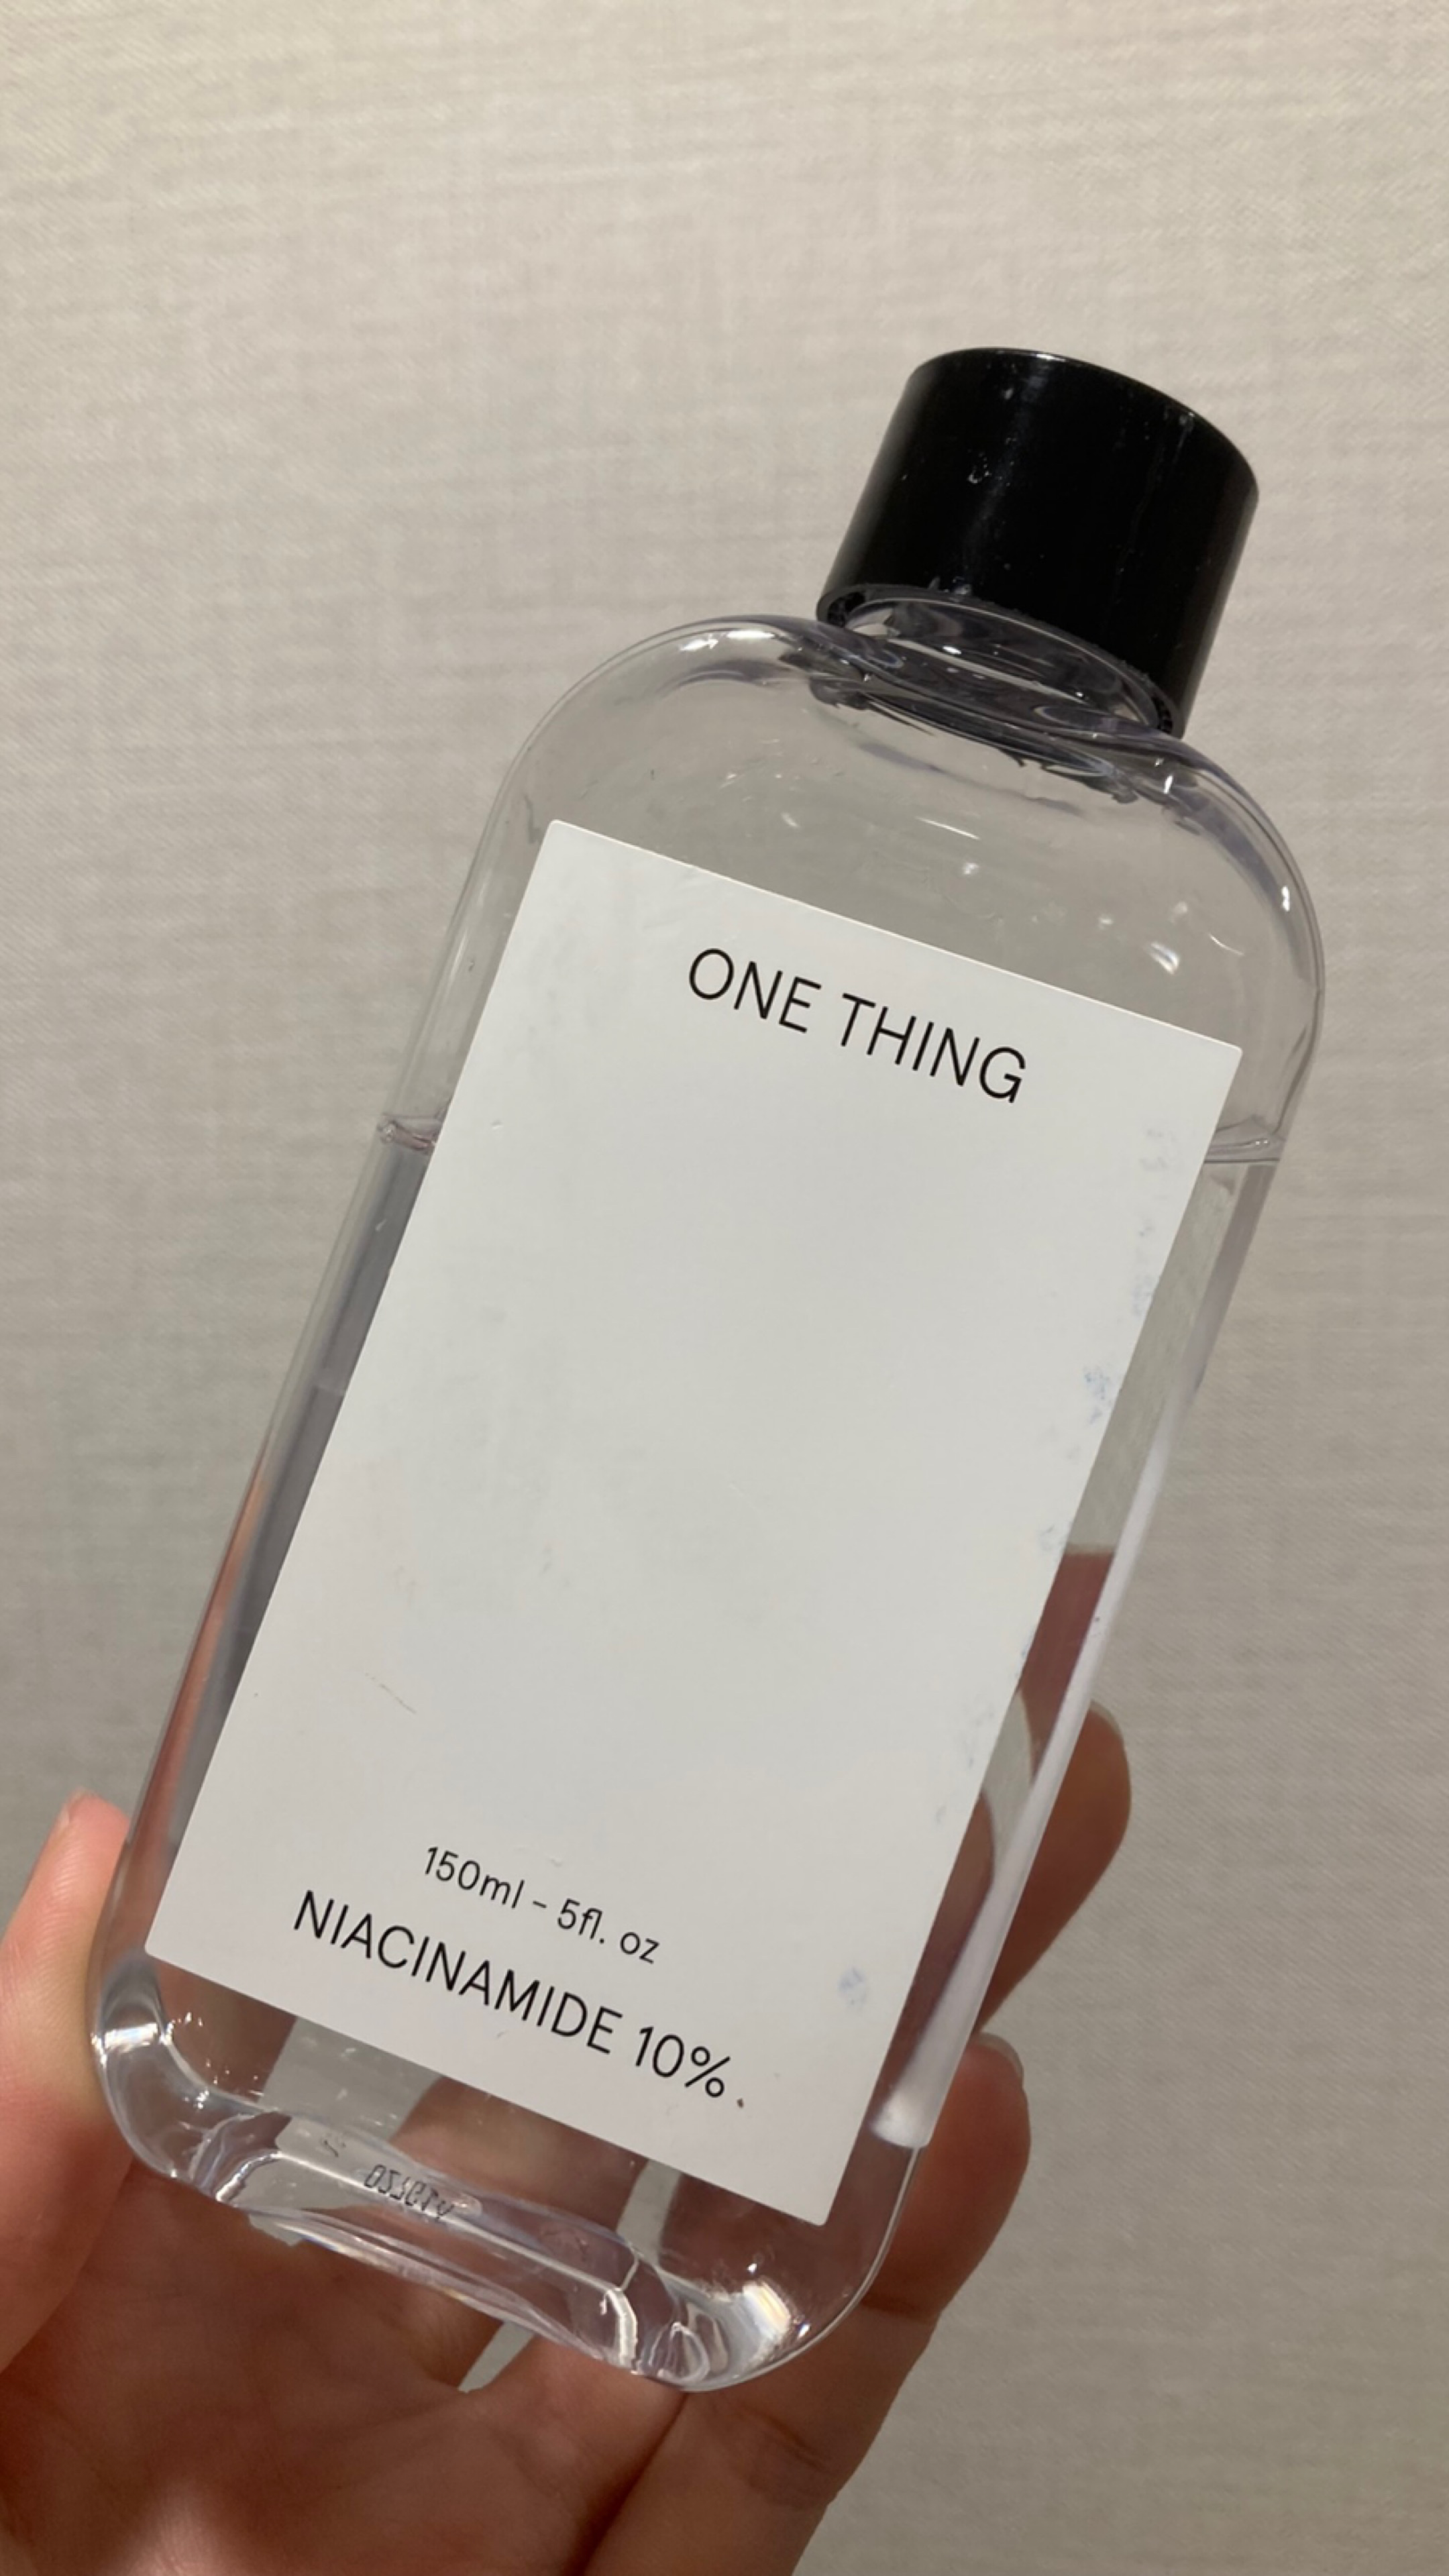 ONE THING
150ml - 5fl. oz
NIACINAMIDE 10%